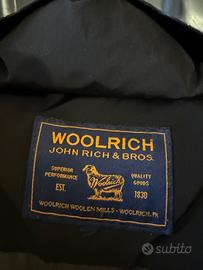 WOOLRICH
JOHN RICH & BROS.
SUPERIOR PERFORMANCE
QUALITY GOODS
Woolrich
EST.
1830
WOOLRICH WOOLEN MILLS - WOOLRICH, PA
subito